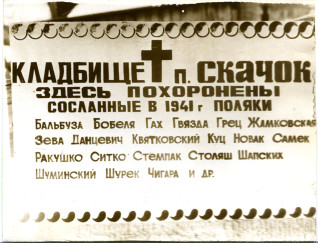 КЛАДБИЩЕ п. СКАЧОК
ЗДЕСЬ ПОХОРОНЕНЫ
СОСЛАННЫЕ В 1941 г ПОЛЯКИ
БАЛЬБУЗА БОБЕЛЯ ГАХ ГВЯЗДА ГРЕЦ ЖАМКОВСКАЯ
ЗЕВА ДАНЦЕВИЧ КВЯТКОВСКИЙ КУЦ НОВАК САМЕК
РАКУШКО СИТКО СТЕМПАК СТОЛЯШ ШАПСКИХ
ШУМИНСКИЙ ШУРЕК ЧИГАРА И ДР.